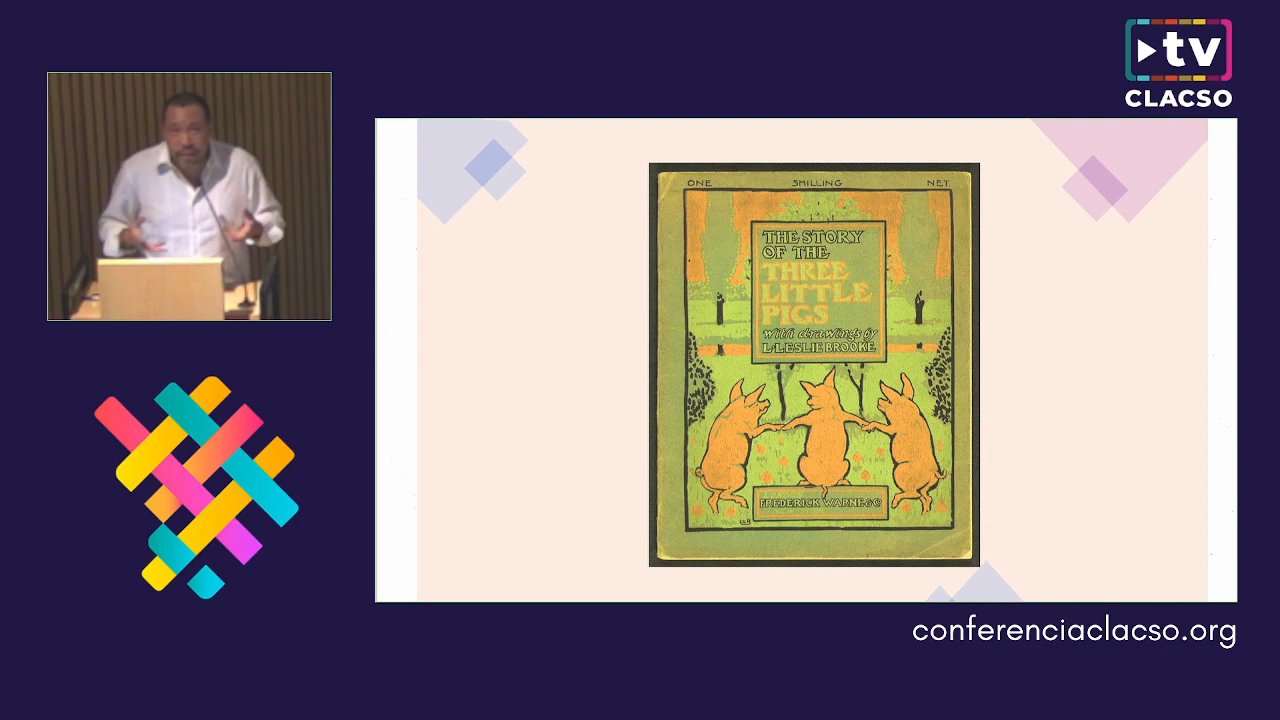 tv
CLACSO
ONE SHILLING NET
THE STORY
OF THE
THREE
LITTLE
PIGS
with drawings by
L. LESLIE BROOKE
FREDERICK WARNE & Co
LLB
conferenciaclacso.org